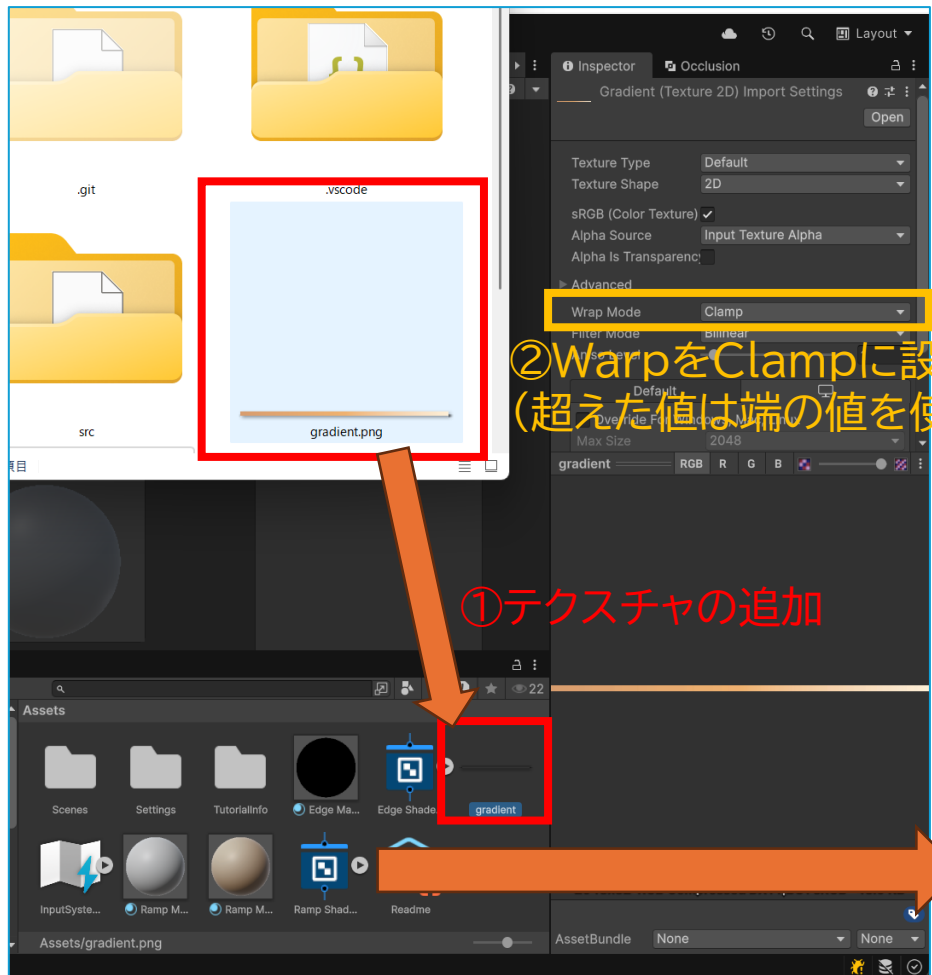 Layout
Inspector
Occlusion
Gradient (Texture 2D) Import Settings
Open
.git
.vscode
Texture Type
Default
Texture Shape
2D
sRGB (Color Texture)
Alpha Source
Input Texture Alpha
Alpha Is Transparenc
Advanced
Wrap Mode
Clamp
Filter Mode
Bilinear
②WarpをClampに設
Default
（超えた値は端の値を使
Max Size
2048
src
gradient.png
gradient
RGB
R
G
B
①テクスチャの追加
22
Assets
Scenes
Settings
TutorialInfo
Edge Ma...
Edge Shade
gradient
InputSyste...
Ramp M...
Ramp M...
Ramp Shad...
Readme
Assets/gradient.png
AssetBundle
None
None